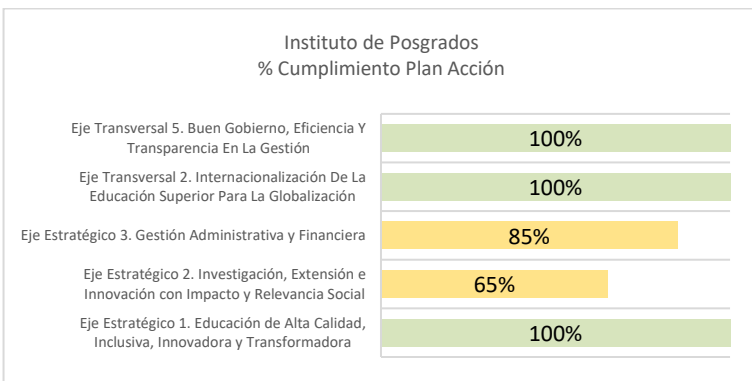 Instituto de Posgrados
% Cumplimiento Plan Acción
Eje Transversal 5. Buen Gobierno, Eficiencia Y
Transparencia En La Gestión
100%
Eje Transversal 2. Internacionalización De La
Educación Superior Para La Globalización
100%
Eje Estratégico 3. Gestión Administrativa y Financiera
85%
Eje Estratégico 2. Investigación, Extensión e
Innovación con Impacto y Relevancia Social
65%
Eje Estratégico 1. Educación de Alta Calidad,
Inclusiva, Innovadora y Transformadora
100%